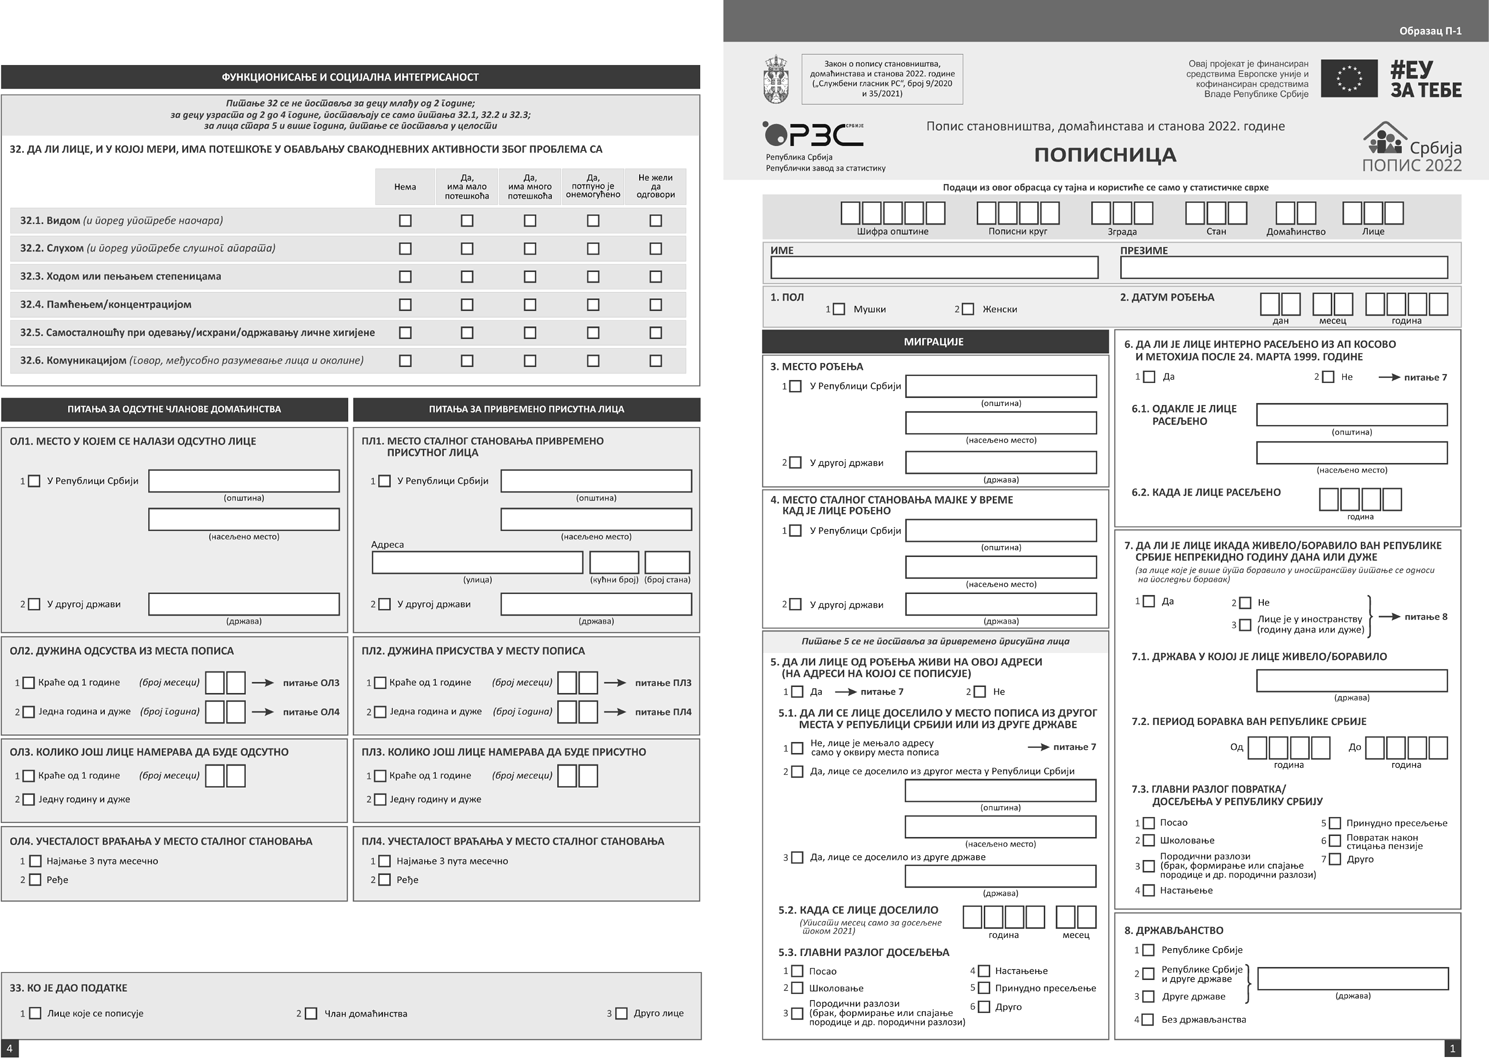 ФУНКЦИОНИСАЊЕ И СОЦИЈАЛНА ИНТЕГРИСАНОСТ
Питање 32 се не поставља за децу млађу од 2 године;
за децу узраста од 2 до 4 године, постављају се само питања 32.1, 32.2 и 32.3;
за лица стара 5 и више година, питање се поставља у целости
32. ДА ЛИ ЛИЦЕ, И У КОЈОЈ МЕРИ, ИМА ПОТЕШКОЋЕ У ОБАВЉАЊУ СВАКОДНЕВНИХ АКТИВНОСТИ ЗБОГ ПРОБЛЕМА СА
Нема
Да,
има мало
потешкоћа
Да,
има много
потешкоћа
Да,
потпуно је
онемогућено
Не жели
да
одговори
32.1. Видом (и поред употребе наочара)
32.2. Слухом (и поред употребе слушног апарата)
32.3. Ходом или пењањем степеницама
32.4. Памћењем/концентрацијом
32.5. Самосталношћу при одевању/исхрани/одржавању личне хигијене
32.6. Комуникацијом (говор, међусобно разумевање лица и околине)
ПИТАЊА ЗА ОДСУТНЕ ЧЛАНОВЕ ДОМАЋИНСТВА
ОЛ1. МЕСТО У КОЈЕМ СЕ НАЛАЗИ ОДСУТНО ЛИЦЕ
1 У Републици Србији
(општина)
(насељено место)
2 У другој држави
(држава)
ОЛ2. ДУЖИНА ОДСУСТВА ИЗ МЕСТА ПОПИСА
1 Краће од 1 године (број месеци) питање ОЛ3
2 Једна година и дуже (број година) питање ОЛ4
ОЛ3. КОЛИКО ЈОШ ЛИЦЕ НАМЕРАВА ДА БУДЕ ОДСУТНО
1 Краће од 1 године (број месеци)
2 Једну годину и дуже
ОЛ4. УЧЕСТАЛОСТ ВРАЋАЊА У МЕСТО СТАЛНОГ СТАНОВАЊА
1 Најмање 3 пута месечно
2 Ређе
ПИТАЊА ЗА ПРИВРЕМЕНО ПРИСУТНА ЛИЦА
ПЛ1. МЕСТО СТАЛНОГ СТАНОВАЊА ПРИВРЕМЕНО
ПРИСУТНОГ ЛИЦА
1 У Републици Србији
(општина)
(насељено место)
Адреса
(улица) (кућни број) (број стана)
2 У другој држави
(држава)
ПЛ2. ДУЖИНА ПРИСУСТВА У МЕСТУ ПОПИСА
1 Краће од 1 године (број месеци) питање ПЛ3
2 Једна година и дуже (број година) питање ПЛ4
ПЛ3. КОЛИКО ЈОШ ЛИЦЕ НАМЕРАВА ДА БУДЕ ПРИСУТНО
1 Краће од 1 године (број месеци)
2 Једну годину и дуже
ПЛ4. УЧЕСТАЛОСТ ВРАЋАЊА У МЕСТО СТАЛНОГ СТАНОВАЊА
1 Најмање 3 пута месечно
2 Ређе
33. КО ЈЕ ДАО ПОДАТКЕ
1 Лице које се пописује 2 Члан домаћинства 3 Друго лице
4
Образац П-1
Закон о попису становништва,
домаћинстава и станова 2022. године
(„Службени гласник РС“, број 9/2020
и 35/2021)
Овај пројекат је финансиран
средствима Европске уније и
кофинансиран средствима
Владе Републике Србије
#ЕУ
ЗА ТЕБЕ
РЗС СРБИЈЕ
Република Србија
Републички завод за статистику
Попис становништва, домаћинстава и станова 2022. године
ПОПИСНИЦА
Србија
ПОПИС 2022
Подаци из овог обрасца су тајна и користиће се само у статистичке сврхе
Шифра општине Пописни круг Зграда Стан Домаћинство Лице
ИМЕ ПРЕЗИМЕ
1. ПОЛ
1 Мушки 2 Женски
2. ДАТУМ РОЂЕЊА
дан месец година
МИГРАЦИЈЕ
3. МЕСТО РОЂЕЊА
1 У Републици Србији
(општина)
(насељено место)
2 У другој држави
(држава)
4. МЕСТО СТАЛНОГ СТАНОВАЊА МАЈКЕ У ВРЕМЕ
КАД ЈЕ ЛИЦЕ РОЂЕНО
1 У Републици Србији
(општина)
(насељено место)
2 У другој држави
(држава)
Питање 5 се не поставља за привремено присутна лица
5. ДА ЛИ ЛИЦЕ ОД РОЂЕЊА ЖИВИ НА ОВОЈ АДРЕСИ
(НА АДРЕСИ НА КОЈОЈ СЕ ПОПИСУЈЕ)
1 Да питање 7 2 Не
5.1. ДА ЛИ СЕ ЛИЦЕ ДОСЕЛИЛО У МЕСТО ПОПИСА ИЗ ДРУГОГ
МЕСТА У РЕПУБЛИЦИ СРБИЈИ ИЛИ ИЗ ДРУГЕ ДРЖАВЕ
1 Не, лице је мењало адресу
само у оквиру места пописа
питање 7
2 Да, лице се доселило из другог места у Републици Србији
(општина)
(насељено место)
3 Да, лице се доселило из друге државе
(држава)
5.2. КАДА СЕ ЛИЦЕ ДОСЕЛИЛО
(Уписати месец само за досељене
током 2021)
година месец
5.3. ГЛАВНИ РАЗЛОГ ДОСЕЉЕЊА
1 Посао
2 Школовање
3 Породични разлози
(брак, формирање или спајање
породице и др. породични разлози)
4 Настањење
5 Принудно пресељење
6 Друго
6. ДА ЛИ ЈЕ ЛИЦЕ ИНТЕРНО РАСЕЉЕНО ИЗ АП КОСОВО
И МЕТОХИЈА ПОСЛЕ 24. МАРТА 1999. ГОДИНЕ
1 Да 2 Не питање 7
6.1. ОДАКЛЕ ЈЕ ЛИЦЕ
РАСЕЉЕНО
(општина)
(насељено место)
6.2. КАДА ЈЕ ЛИЦЕ РАСЕЉЕНО
година
7. ДА ЛИ ЈЕ ЛИЦЕ ИКАДА ЖИВЕЛО/БОРАВИЛО ВАН РЕПУБЛИКЕ
СРБИЈЕ НЕПРЕКИДНО ГОДИНУ ДАНА ИЛИ ДУЖЕ
(за лице које је више пута боравило у иностранству питање се односи
на последњи боравак)
1 Да 2 Не
3 Лице је у иностранству
(годину дана или дуже)
питање 8
7.1. ДРЖАВА У КОЈОЈ ЈЕ ЛИЦЕ ЖИВЕЛО/БОРАВИЛО
(држава)
7.2. ПЕРИОД БОРАВКА ВАН РЕПУБЛИКЕ СРБИЈЕ
Од До
година година
7.3. ГЛАВНИ РАЗЛОГ ПОВРАТКА/
ДОСЕЉЕЊА У РЕПУБЛИКУ СРБИЈУ
1 Посао
2 Школовање
3 Породични разлози
(брак, формирање или спајање
породице и др. породични разлози)
4 Настањење
5 Принудно пресељење
6 Повратак након
стицања пензије
7 Друго
8. ДРЖАВЉАНСТВО
1 Републике Србије
2 Републике Србије
и друге државе
3 Друге државе
(држава)
4 Без држављанства
1